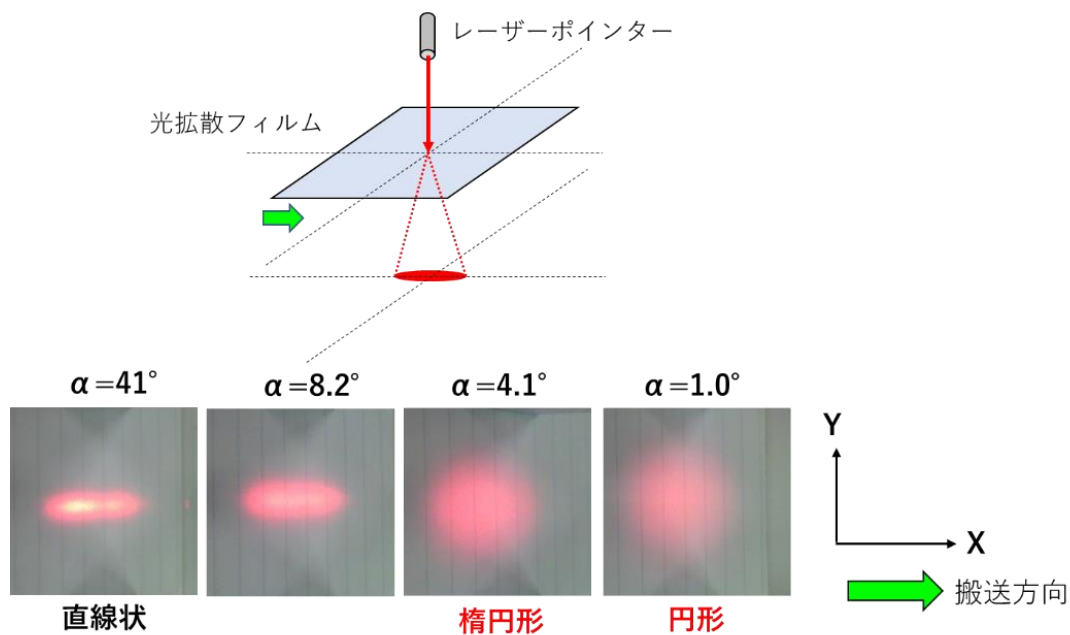 レーザーポインター
光拡散フィルム
α=41° α=8.2° α=4.1° α=1.0°
Y
X
搬送方向
直線状 楕円形 円形